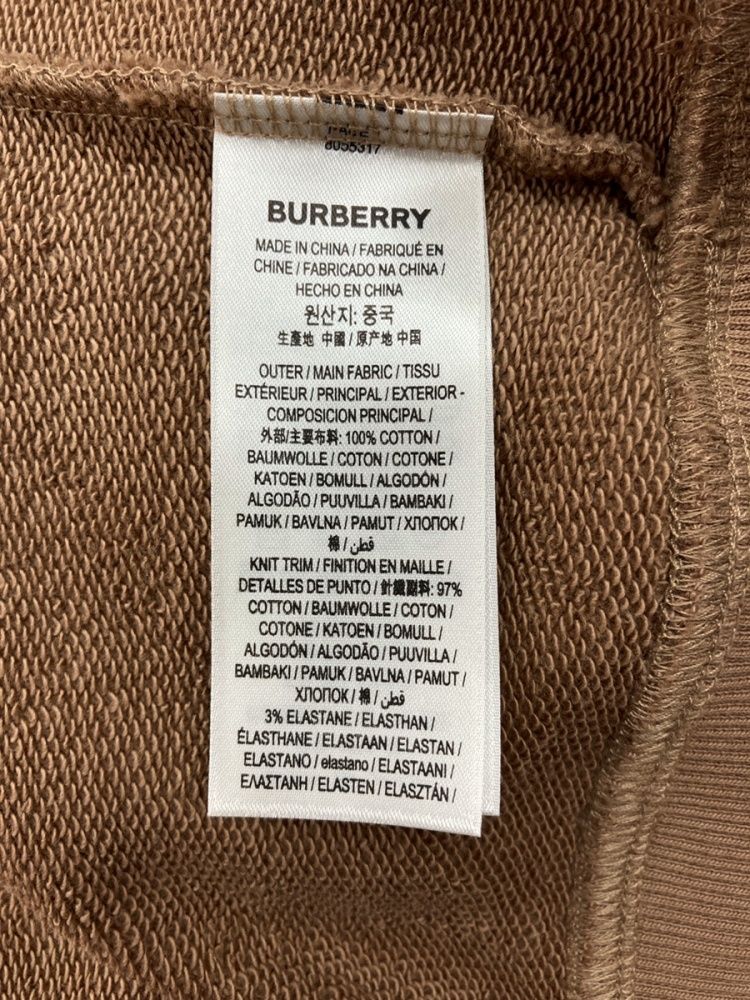 8055317
BURBERRY
MADE IN CHINA / FABRIQUÉ EN
CHINE / FABRICADO NA CHINA /
HECHO EN CHINA
원산지: 중국
生產地 中國 / 原产地 中国
OUTER / MAIN FABRIC / TISSU
EXTÉRIEUR / PRINCIPAL / EXTERIOR -
COMPOSICION PRINCIPAL /
外部/主要布料: 100% COTTON /
BAUMWOLLE / COTON / COTONE /
KATOEN / BOMULL / ALGODÓN /
ALGODÃO / PUUVILLA / BAMBAKI /
PAMUK / BAVLNA / PAMUT / ХЛОПОК /
棉 / قطن
KNIT TRIM / FINITION EN MAILLE /
DETALLES DE PUNTO / 針織副料: 97%
COTTON / BAUMWOLLE / COTON /
COTONE / KATOEN / BOMULL /
ALGODÓN / ALGODÃO / PUUVILLA /
BAMBAKI / PAMUK / BAVLNA / PAMUT /
ХЛОПОК / 棉 / قطن
3% ELASTANE / ELASTHAN /
ÉLASTHANE / ELASTAAN / ELASTAN /
ELASTANO / elastano / ELASTAANI /
ΕΛΑΣΤΑΝΗ / ELASTEN / ELASZTÁN /